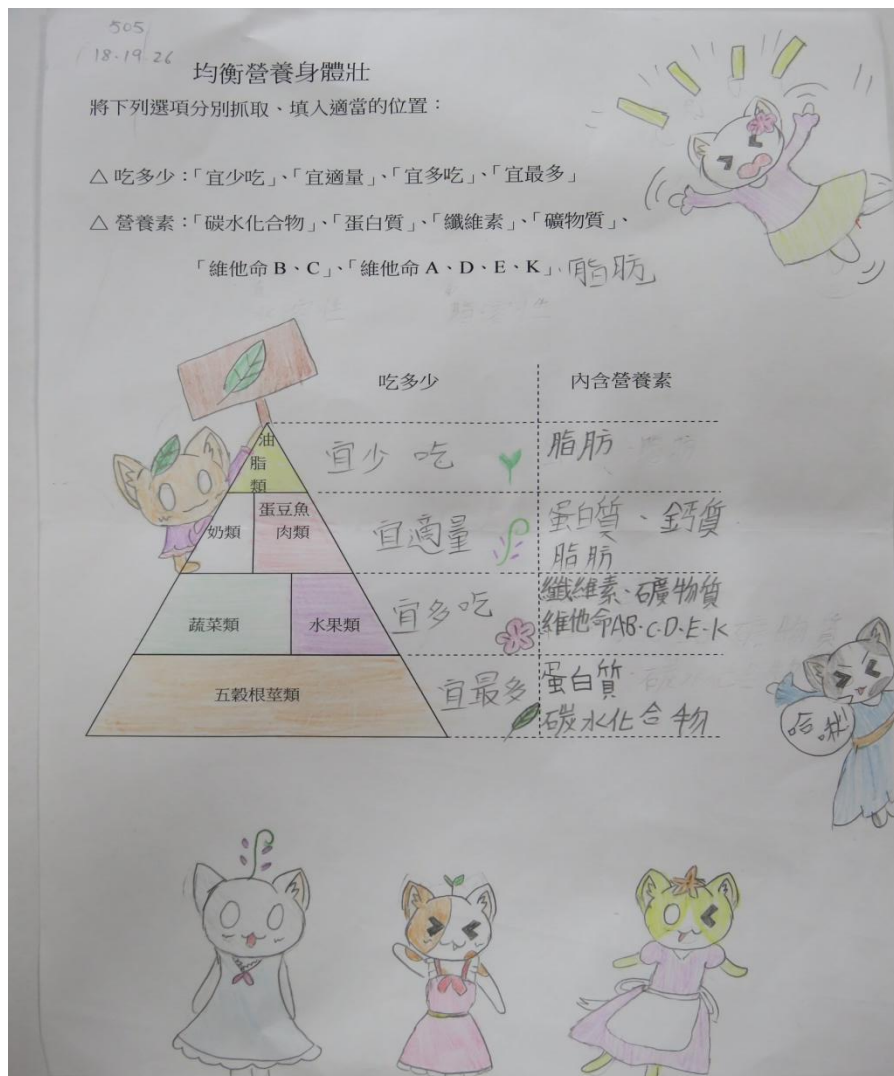 505
18.19.26
均衡營養身體壯
將下列選項分別抓取、填入適當的位置：
△ 吃多少：「宜少吃」、「宜適量」、「宜多吃」、「宜最多」
△ 營養素：「碳水化合物」、「蛋白質」、「纖維素」、「礦物質」、
「維他命 B、C」、「維他命 A、D、E、K」、脂肪
吃多少
內含營養素
油脂類
宜少吃
脂肪
奶類
蛋豆魚肉類
宜適量
蛋白質、鈣質
脂肪
蔬菜類
水果類
宜多吃
纖維素、礦物質
維他命A、B、C、D、E、K
五穀根莖類
宜最多
蛋白質
碳水化合物